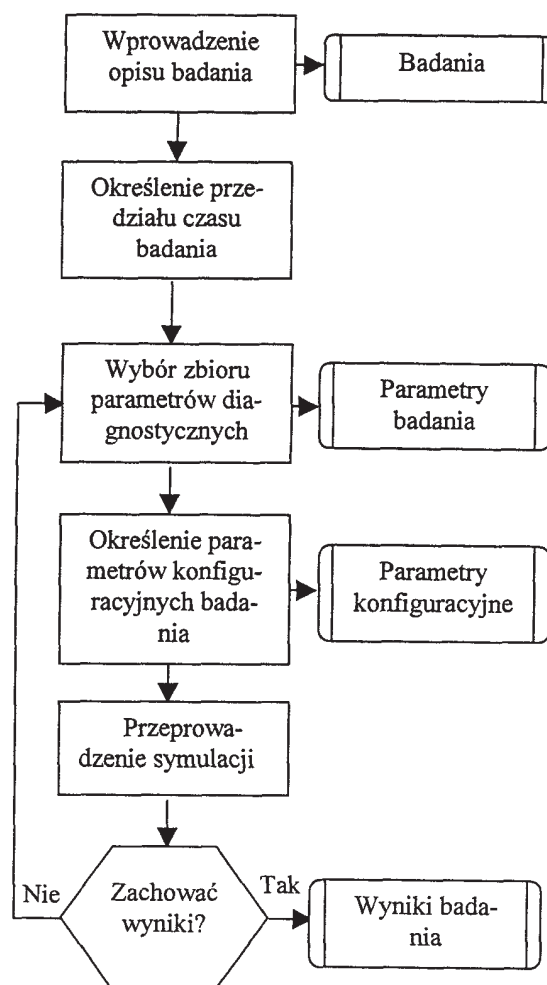 Wprowadzenie
opisu badania
Badania
Określenie prze-
działu czasu
badania
Wybór zbioru
parametrów dia-
gnostycznych
Parametry
badania
Określenie para-
metrów konfigu-
racyjnych bada-
nia
Parametry
konfiguracyjne
Przeprowa-
dzenie symulacji
Nie
Zachować
wyniki?
Tak
Wyniki bada-
nia